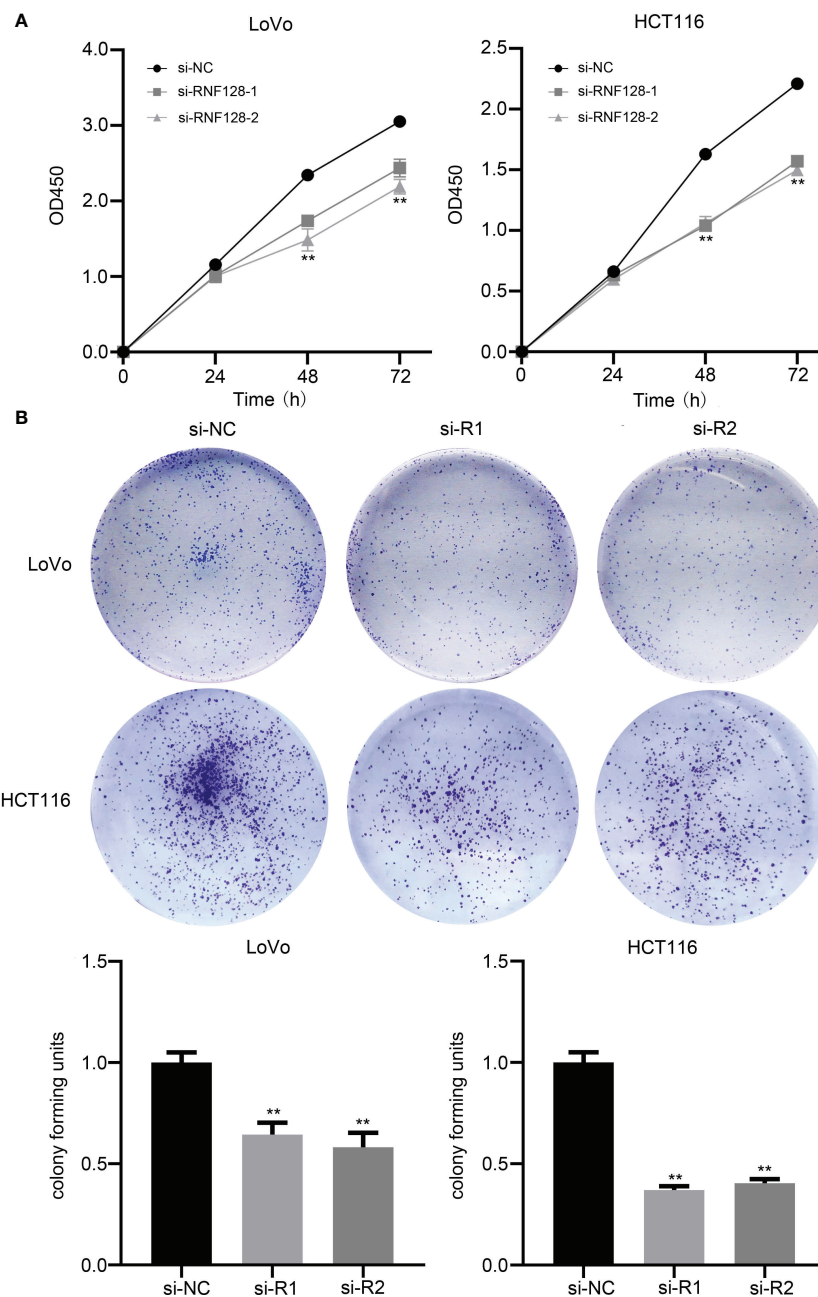 A
LoVo
HCT116
4.0
3.0
2.0
1.0
0.0
OD450
si-NC
si-RNF128-1
si-RNF128-2
**
**
0
24
48
72
Time (h)
2.5
2.0
1.5
1.0
0.5
0.0
OD450
si-NC
si-RNF128-1
si-RNF128-2
**
**
0
24
48
72
Time (h)
B
si-NC
si-R1
si-R2
LoVo
HCT116
LoVo
1.5
1.0
0.5
0.0
colony forming units
**
**
si-NC
si-R1
si-R2
HCT116
1.5
1.0
0.5
0.0
colony forming units
**
**
si-NC
si-R1
si-R2